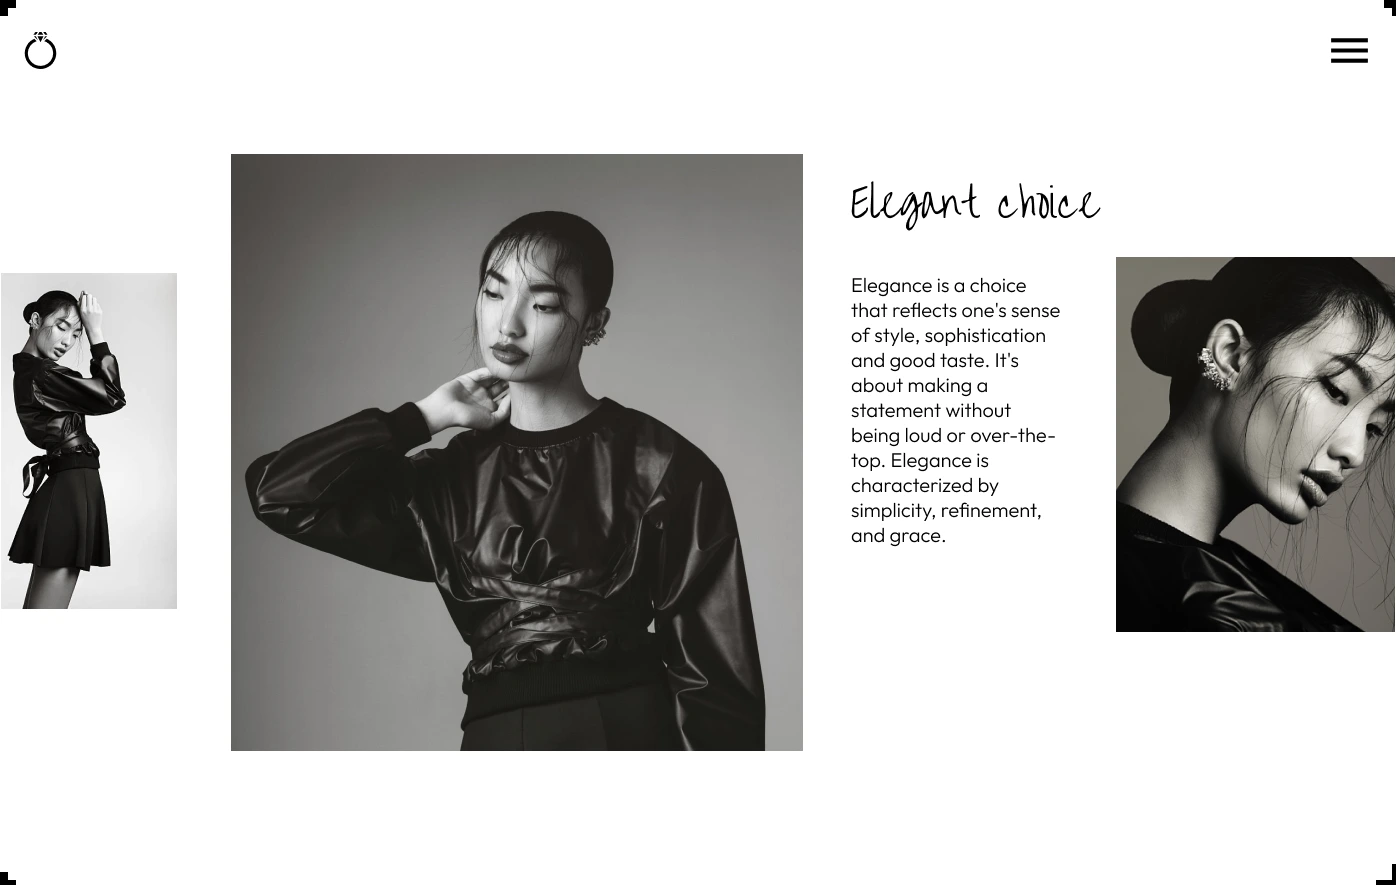 Elegant choice
Elegance is a choice
that reflects one's sense
of style, sophistication
and good taste. It's
about making a
statement without
being loud or over-the-
top. Elegance is
characterized by
simplicity, refinement,
and grace.